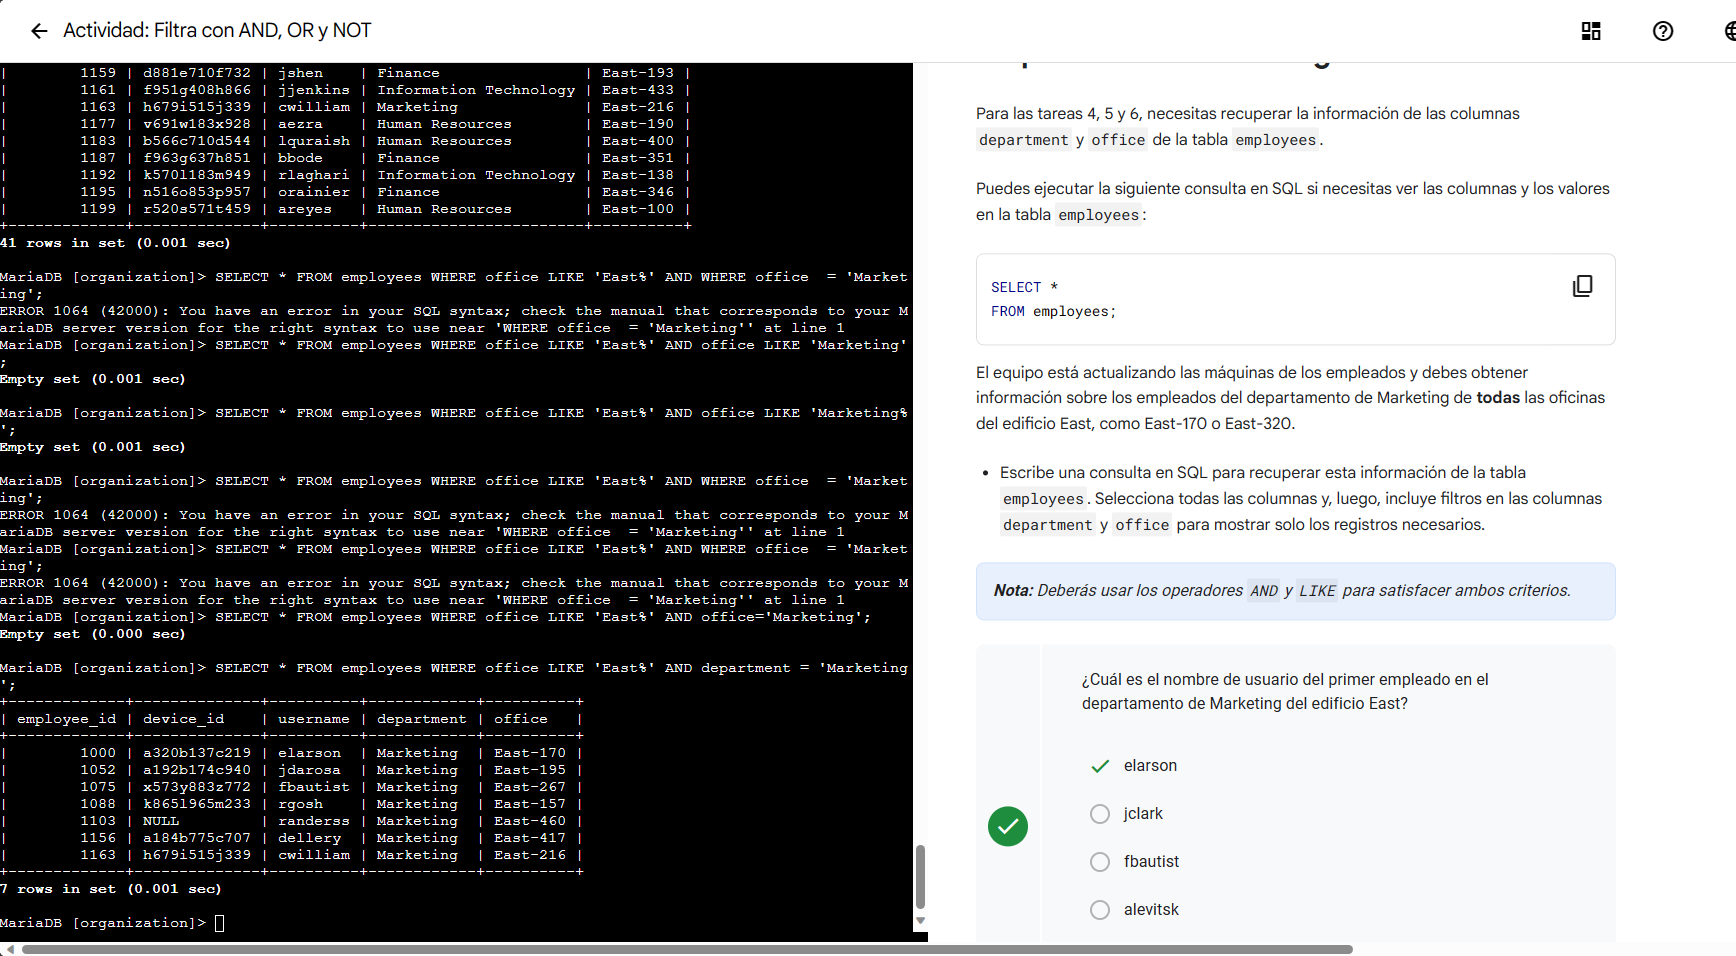 Actividad: Filtra con AND, OR y NOT
|        1159 | d881e710f732 | jshen    | Finance                | East-193 |
|        1161 | f951g408h866 | jjenkins | Information Technology | East-433 |
|        1163 | h679i515j339 | cwilliam | Marketing              | East-216 |
|        1177 | v691w183x928 | aezra    | Human Resources        | East-190 |
|        1183 | b566c710d544 | lquraish | Human Resources        | East-400 |
|        1187 | f963g637h851 | bbode    | Finance                | East-351 |
|        1192 | k570l183m949 | rlaghari | Information Technology | East-138 |
|        1195 | n516o853p957 | orainier | Finance                | East-346 |
|        1199 | r520s571t459 | areyes   | Human Resources        | East-100 |
+-------------+--------------+----------+------------------------+----------+
41 rows in set (0.001 sec)
MariaDB [organization]> SELECT * FROM employees WHERE office LIKE 'East%' AND WHERE office  = 'Market
ing';
ERROR 1064 (42000): You have an error in your SQL syntax; check the manual that corresponds to your M
ariaDB server version for the right syntax to use near 'WHERE office  = 'Marketing'' at line 1
MariaDB [organization]> SELECT * FROM employees WHERE office LIKE 'East%' AND office LIKE 'Marketing'
;
Empty set (0.001 sec)
MariaDB [organization]> SELECT * FROM employees WHERE office LIKE 'East%' AND office LIKE 'Marketing%
';
Empty set (0.001 sec)
MariaDB [organization]> SELECT * FROM employees WHERE office LIKE 'East%' AND WHERE office  = 'Market
ing';
ERROR 1064 (42000): You have an error in your SQL syntax; check the manual that corresponds to your M
ariaDB server version for the right syntax to use near 'WHERE office  = 'Marketing'' at line 1
MariaDB [organization]> SELECT * FROM employees WHERE office LIKE 'East%' AND WHERE office  = 'Market
ing';
ERROR 1064 (42000): You have an error in your SQL syntax; check the manual that corresponds to your M
ariaDB server version for the right syntax to use near 'WHERE office  = 'Marketing'' at line 1
MariaDB [organization]> SELECT * FROM employees WHERE office LIKE 'East%' AND office='Marketing';
Empty set (0.000 sec)
MariaDB [organization]> SELECT * FROM employees WHERE office LIKE 'East%' AND department = 'Marketing
';
+-------------+--------------+----------+------------+----------+
| employee_id | device_id    | username | department | office   |
+-------------+--------------+----------+------------+----------+
|        1000 | a320b137c219 | elarson  | Marketing  | East-170 |
|        1052 | a192b174c940 | jdarosa  | Marketing  | East-195 |
|        1075 | x573y883z772 | fbautist | Marketing  | East-267 |
|        1088 | k865l965m233 | rgosh    | Marketing  | East-157 |
|        1103 | NULL         | randerss | Marketing  | East-460 |
|        1156 | a184b775c707 | dellery  | Marketing  | East-417 |
|        1163 | h679i515j339 | cwilliam | Marketing  | East-216 |
+-------------+--------------+----------+------------+----------+
7 rows in set (0.001 sec)
MariaDB [organization]>
Para las tareas 4, 5 y 6, necesitas recuperar la información de las columnas
department y office de la tabla employees.
Puedes ejecutar la siguiente consulta en SQL si necesitas ver las columnas y los valores
en la tabla employees:
SELECT *
FROM employees;
El equipo está actualizando las máquinas de los empleados y debes obtener
información sobre los empleados del departamento de Marketing de todas las oficinas
del edificio East, como East-170 o East-320.
• Escribe una consulta en SQL para recuperar esta información de la tabla
employees. Selecciona todas las columnas y, luego, incluye filtros en las columnas
department y office para mostrar solo los registros necesarios.
Nota: Deberás usar los operadores AND y LIKE para satisfacer ambos criterios.
¿Cuál es el nombre de usuario del primer empleado en el
departamento de Marketing del edificio East?
elarson
jclark
fbautist
alevitsk